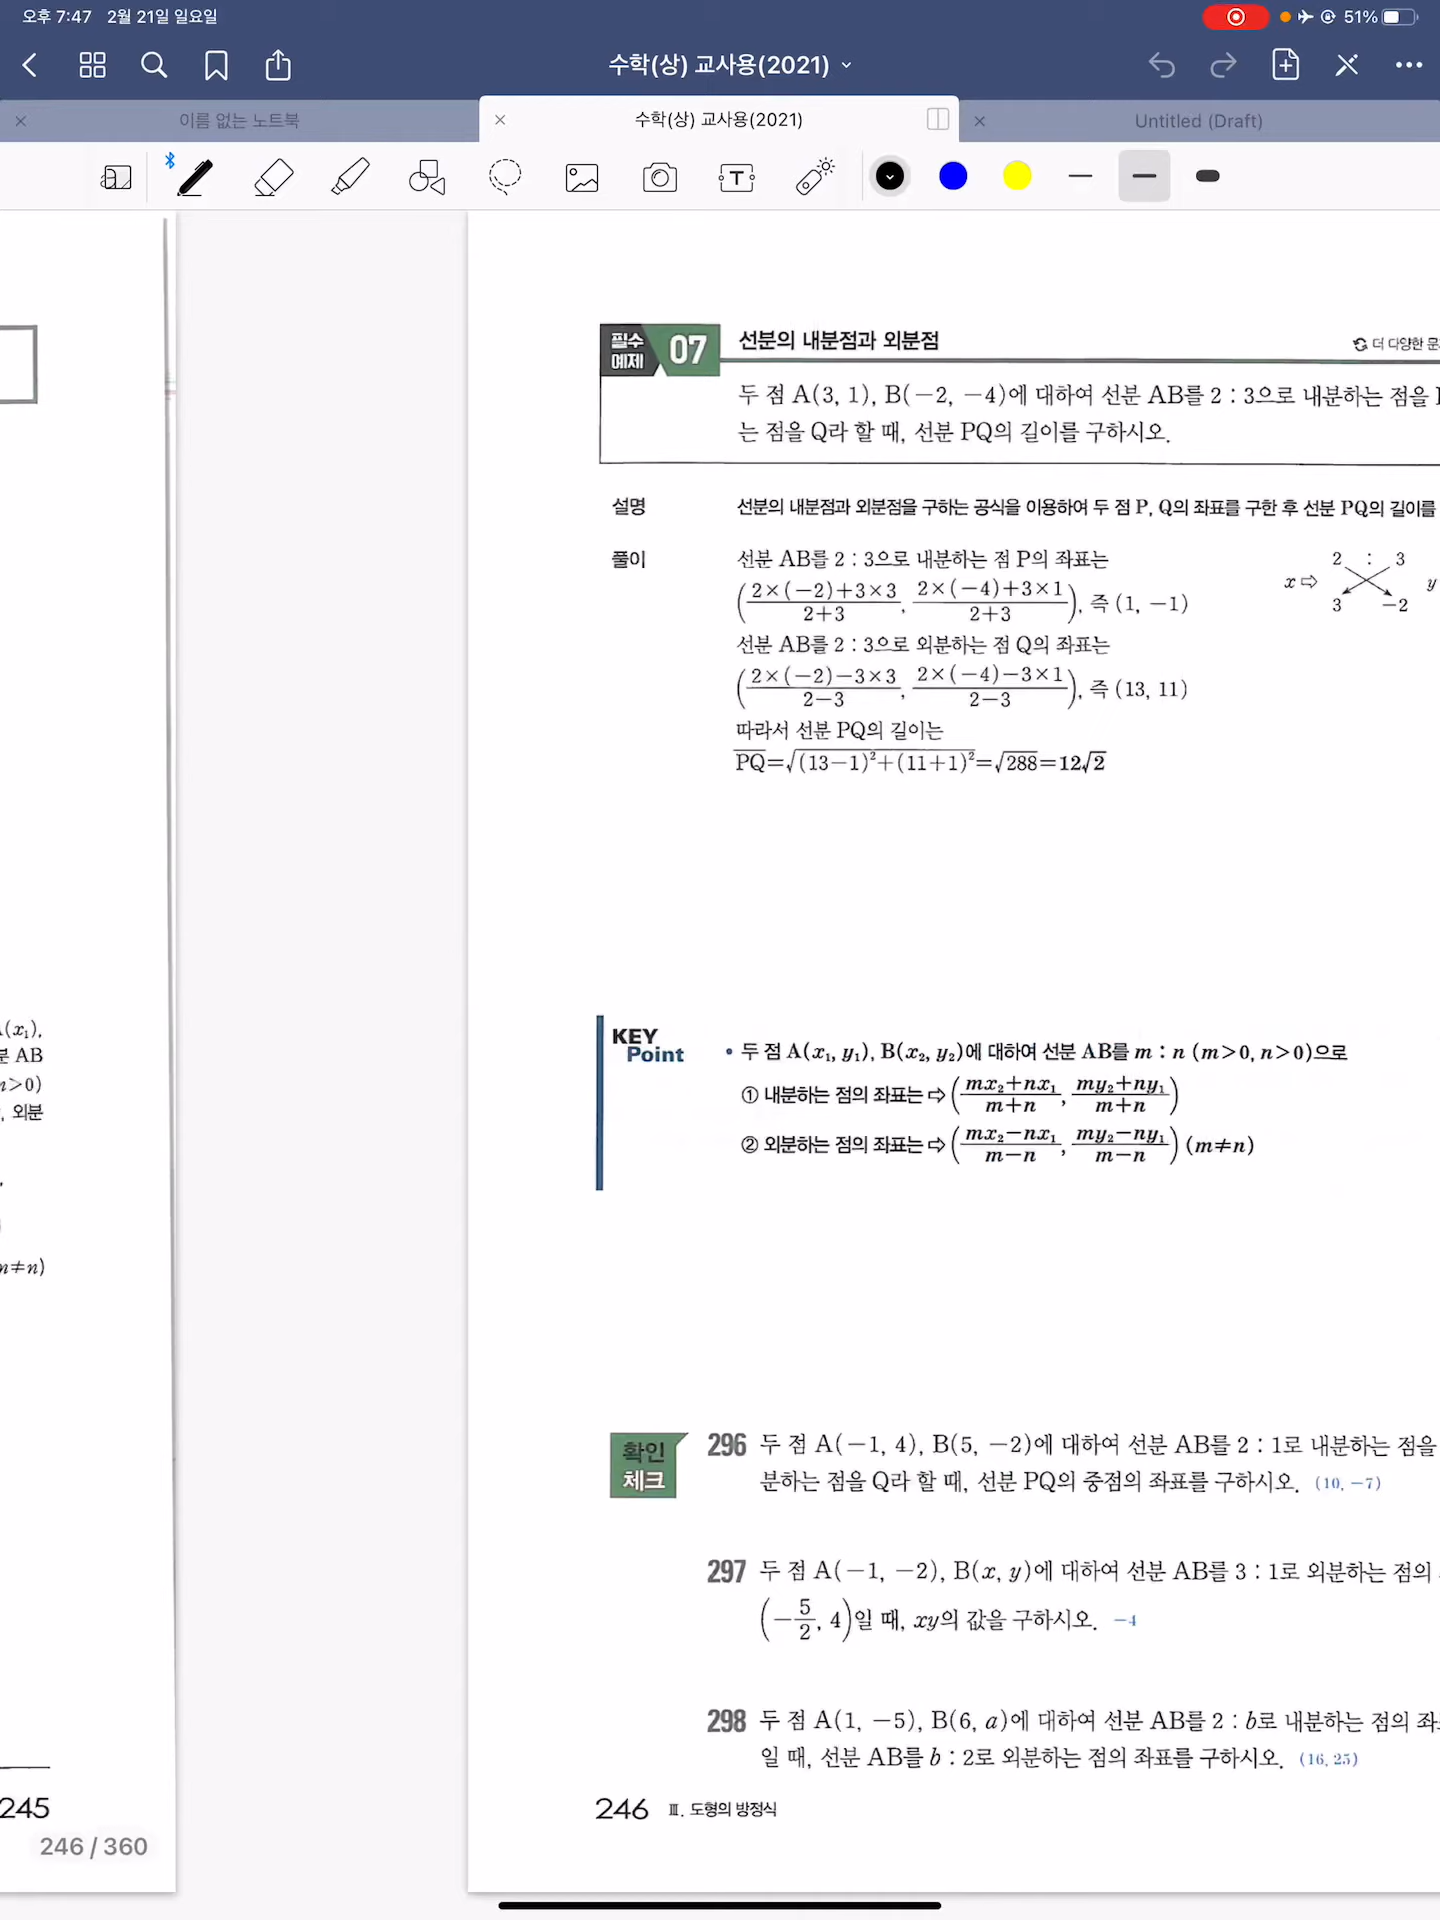 오후 7:47 2월 21일 일요일
51%
수학(상) 교사용(2021)
이름 없는 노트북
수학(상) 교사용(2021)
Untitled (Draft)
필수 예제 07 선분의 내분점과 외분점
더 다양한 문
두 점 A(3, 1), B(−2, −4)에 대하여 선분 AB를 2 : 3으로 내분하는 점을
는 점을 Q라 할 때, 선분 PQ의 길이를 구하시오.
설명 선분의 내분점과 외분점을 구하는 공식을 이용하여 두 점 P, Q의 좌표를 구한 후 선분 PQ의 길이를
풀이 선분 AB를 2 : 3으로 내분하는 점 P의 좌표는
(2×(−2)+3×3/2+3, 2×(−4)+3×1/2+3), 즉 (1, −1)
선분 AB를 2 : 3으로 외분하는 점 Q의 좌표는
(2×(−2)−3×3/2−3, 2×(−4)−3×1/2−3), 즉 (13, 11)
따라서 선분 PQ의 길이는
PQ=√(13−1)²+(11+1)²=√288=12√2
2 : 3
x⇨ y
3 −2
KEY Point
• 두 점 A(x₁, y₁), B(x₂, y₂)에 대하여 선분 AB를 m : n (m>0, n>0)으로
① 내분하는 점의 좌표는 ⇨ (mx₂+nx₁/m+n, my₂+ny₁/m+n)
② 외분하는 점의 좌표는 ⇨ (mx₂−nx₁/m−n, my₂−ny₁/m−n) (m≠n)
(x₁),
분 AB
n>0)
, 외분
n≠n)
확인 체크
296 두 점 A(−1, 4), B(5, −2)에 대하여 선분 AB를 2 : 1로 내분하는 점을
분하는 점을 Q라 할 때, 선분 PQ의 중점의 좌표를 구하시오. (10, −7)
297 두 점 A(−1, −2), B(x, y)에 대하여 선분 AB를 3 : 1로 외분하는 점의
(−5/2, 4)일 때, xy의 값을 구하시오. −4
298 두 점 A(1, −5), B(6, a)에 대하여 선분 AB를 2 : b로 내분하는 점의 좌
일 때, 선분 AB를 b : 2로 외분하는 점의 좌표를 구하시오. (16, 25)
245
246 Ⅲ. 도형의 방정식
246 / 360